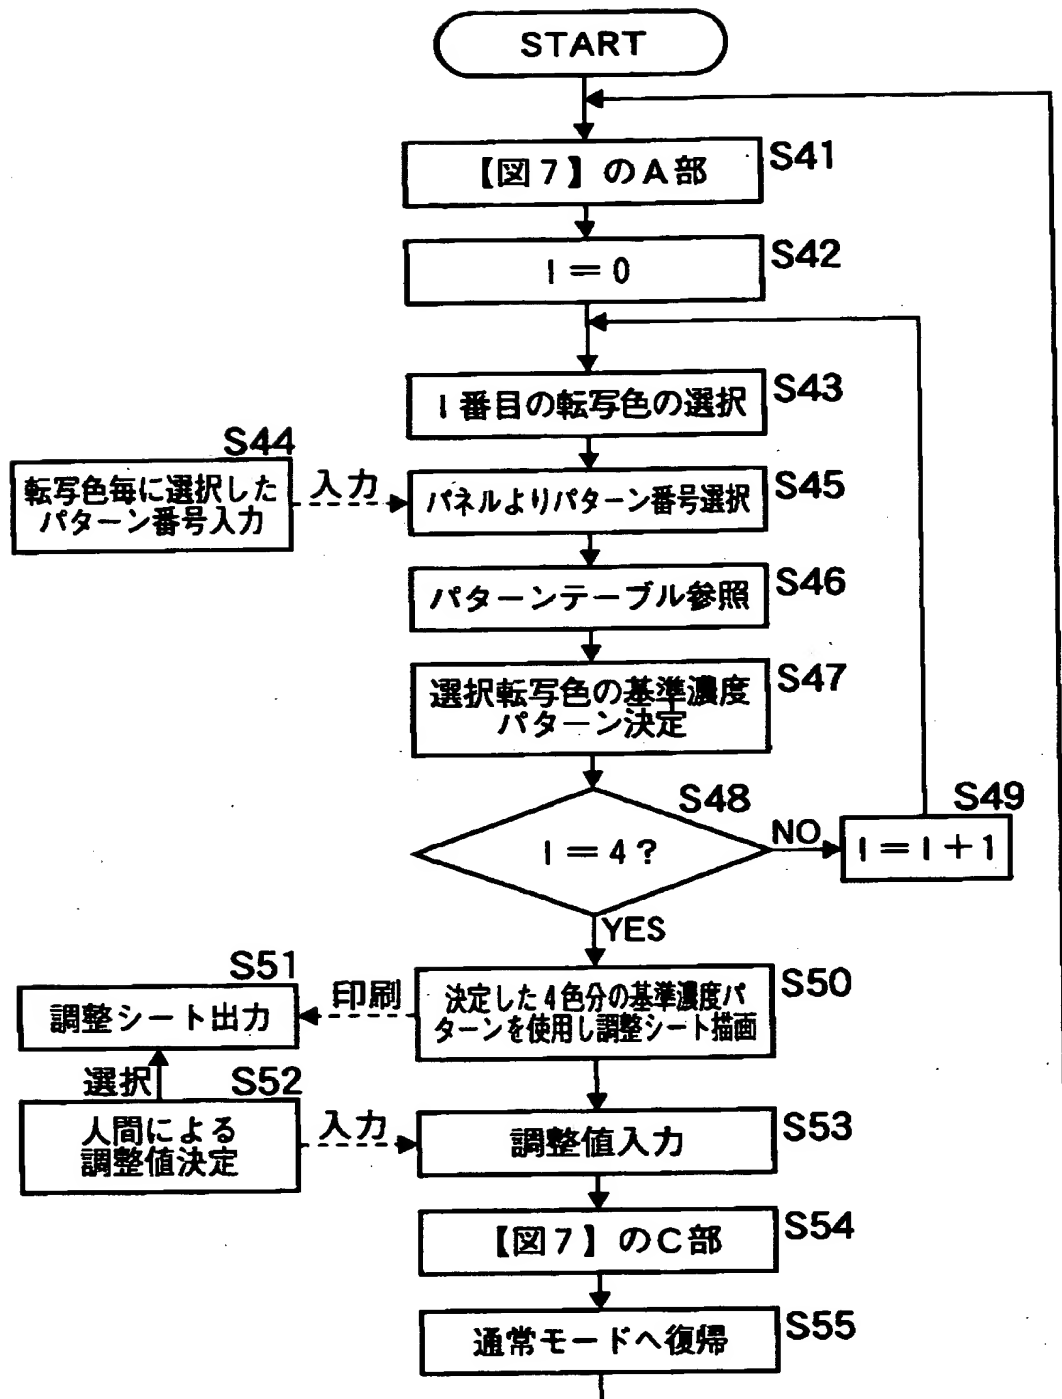 START
【図7】のA部
S41
I=0
S42
I番目の転写色の選択
S43
S44
転写色毎に選択した
パターン番号入力
入力
パネルよりパターン番号選択
S45
パターンテーブル参照
S46
選択転写色の基準濃度
パターン決定
S47
S48
I=4?
NO
S49
I=I+1
YES
S51
調整シート出力
印刷
決定した4色分の基準濃度パ
ターンを使用し調整シート描画
S50
選択
S52
人間による
調整値決定
入力
調整値入力
S53
【図7】のC部
S54
通常モードへ復帰
S55